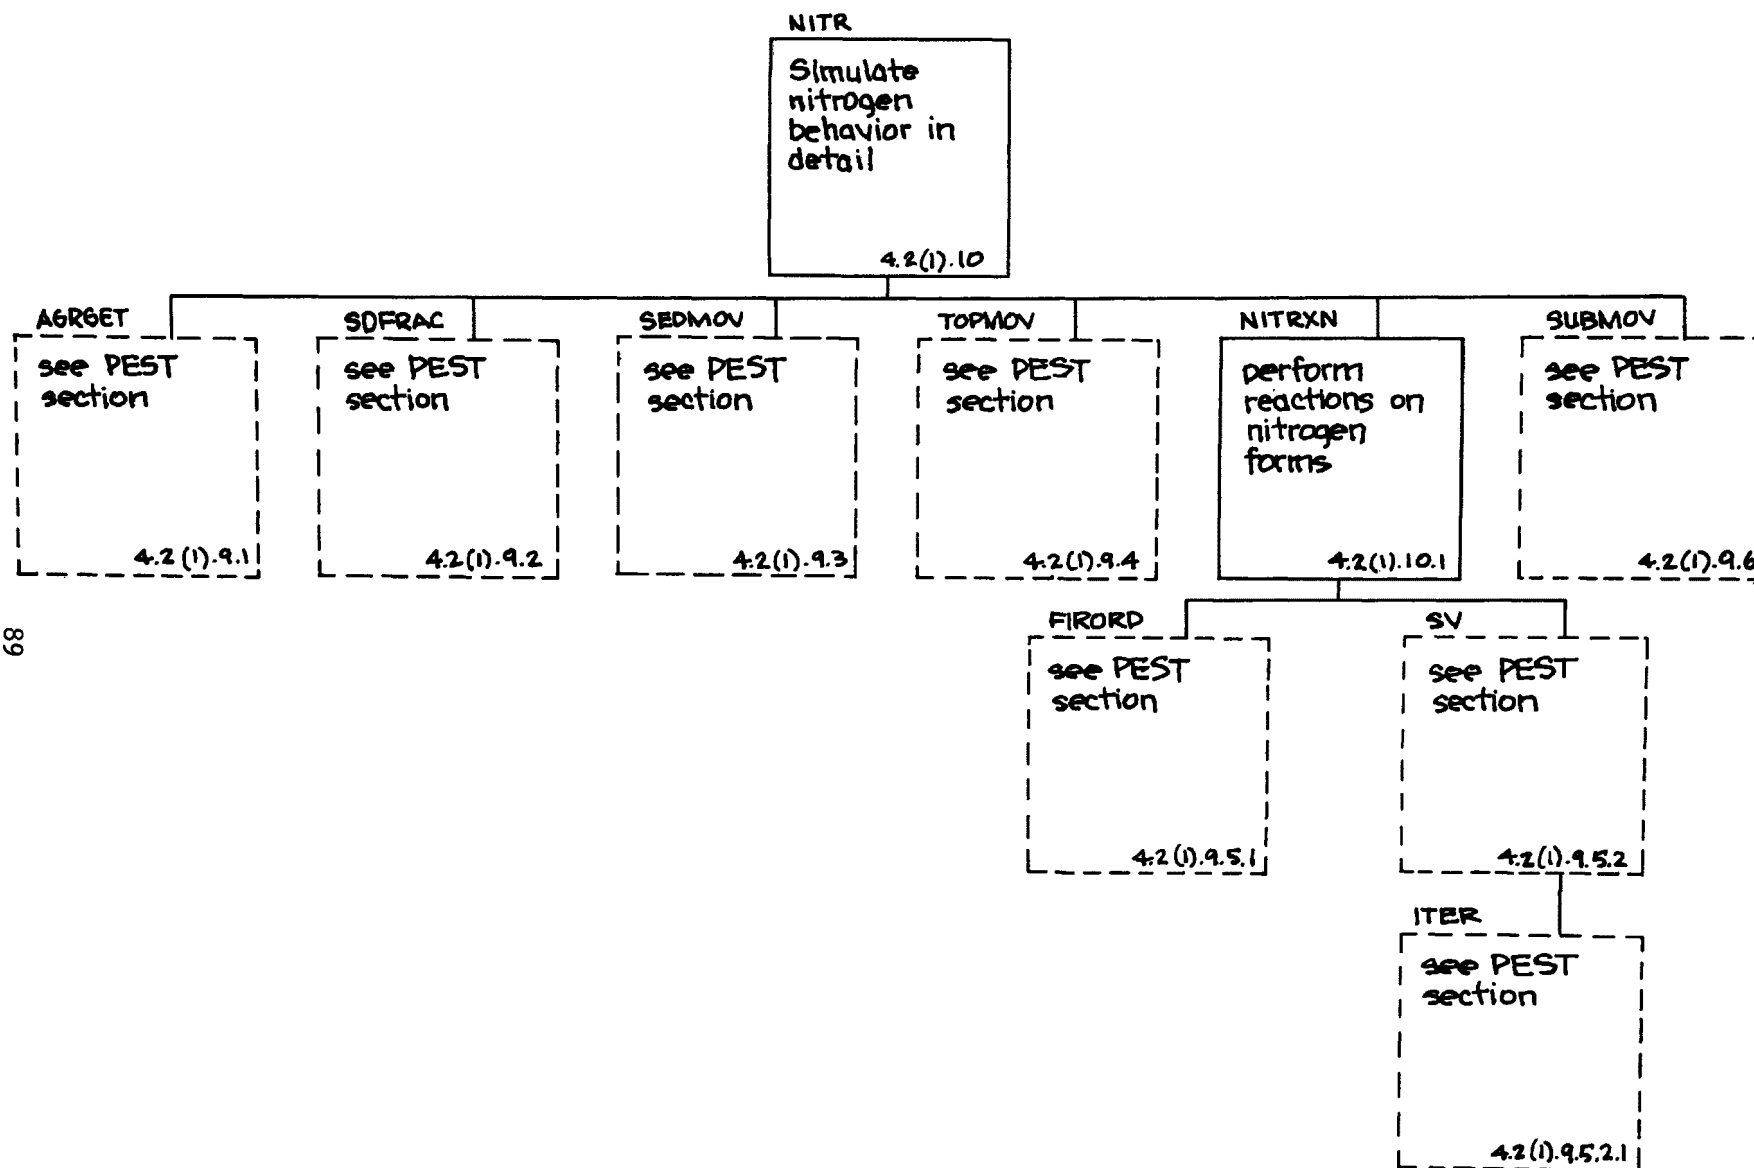 NITR
Simulate
nitrogen
behavior in
detail
4.2(1).10
AGRGET
see PEST
section
4.2(1).9.1
SDFRAC
see PEST
section
4.2(1).9.2
SEDMOV
see PEST
section
4.2(1).9.3
TOPMOV
see PEST
section
4.2(1).9.4
NITRXN
perform
reactions on
nitrogen
forms
4.2(1).10.1
SUBMOV
see PEST
section
4.2(1).9.6
89
FIRORD
see PEST
section
4.2(1).9.5.1
SV
see PEST
section
4.2(1).9.5.2
ITER
see PEST
section
4.2(1).9.5.2.1